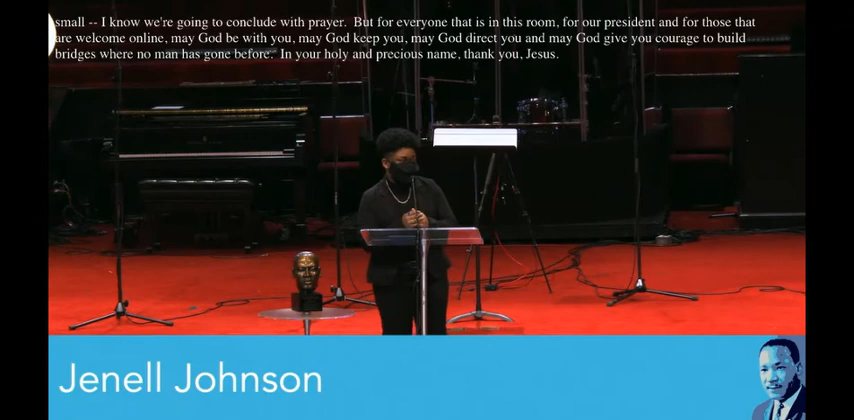 small -- I know we're going to conclude with prayer.  But for everyone that is in this room, for our president and for those that
are welcome online, may God be with you, may God keep you, may God direct you and may God give you courage to build
bridges where no man has gone before.  In your holy and precious name, thank you, Jesus.
Jenell Johnson